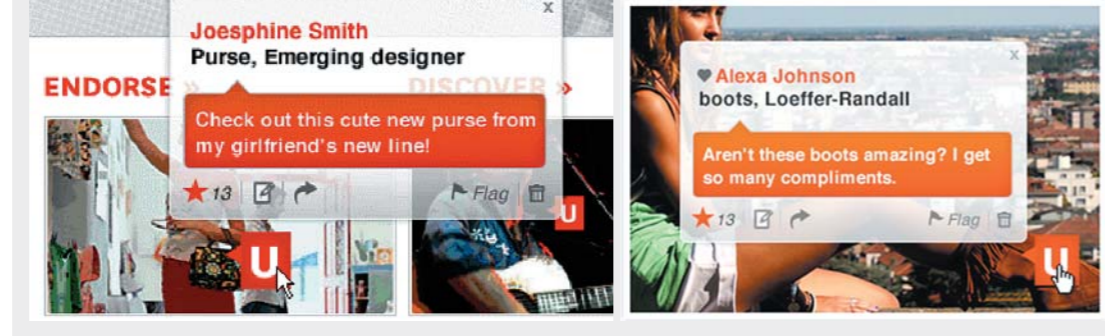 x
Joesphine Smith
Purse, Emerging designer
ENDORSE »
DISCOVER »
Check out this cute new purse from
my girlfriend's new line!
13
Flag
U
U
x
Alexa Johnson
boots, Loeffer-Randall
Aren't these boots amazing? I get
so many compliments.
13
Flag
U